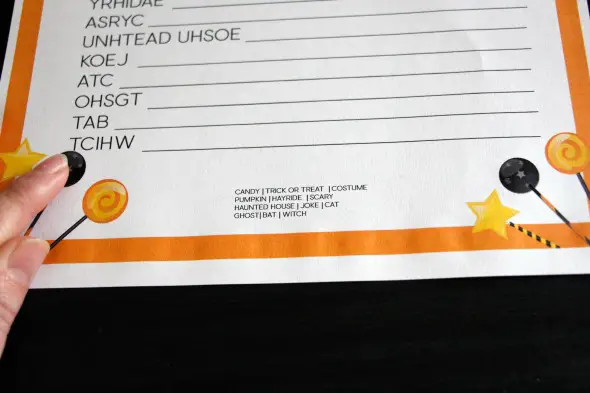 YRHIDAE
ASRYC
UNHTEAD UHSOE
KOEJ
ATC
OHSGT
TAB
TCIHW
CANDY | TRICK OR TREAT | COSTUME
PUMPKIN | HAYRIDE | SCARY
HAUNTED HOUSE | JOKE | CAT
GHOST | BAT | WITCH